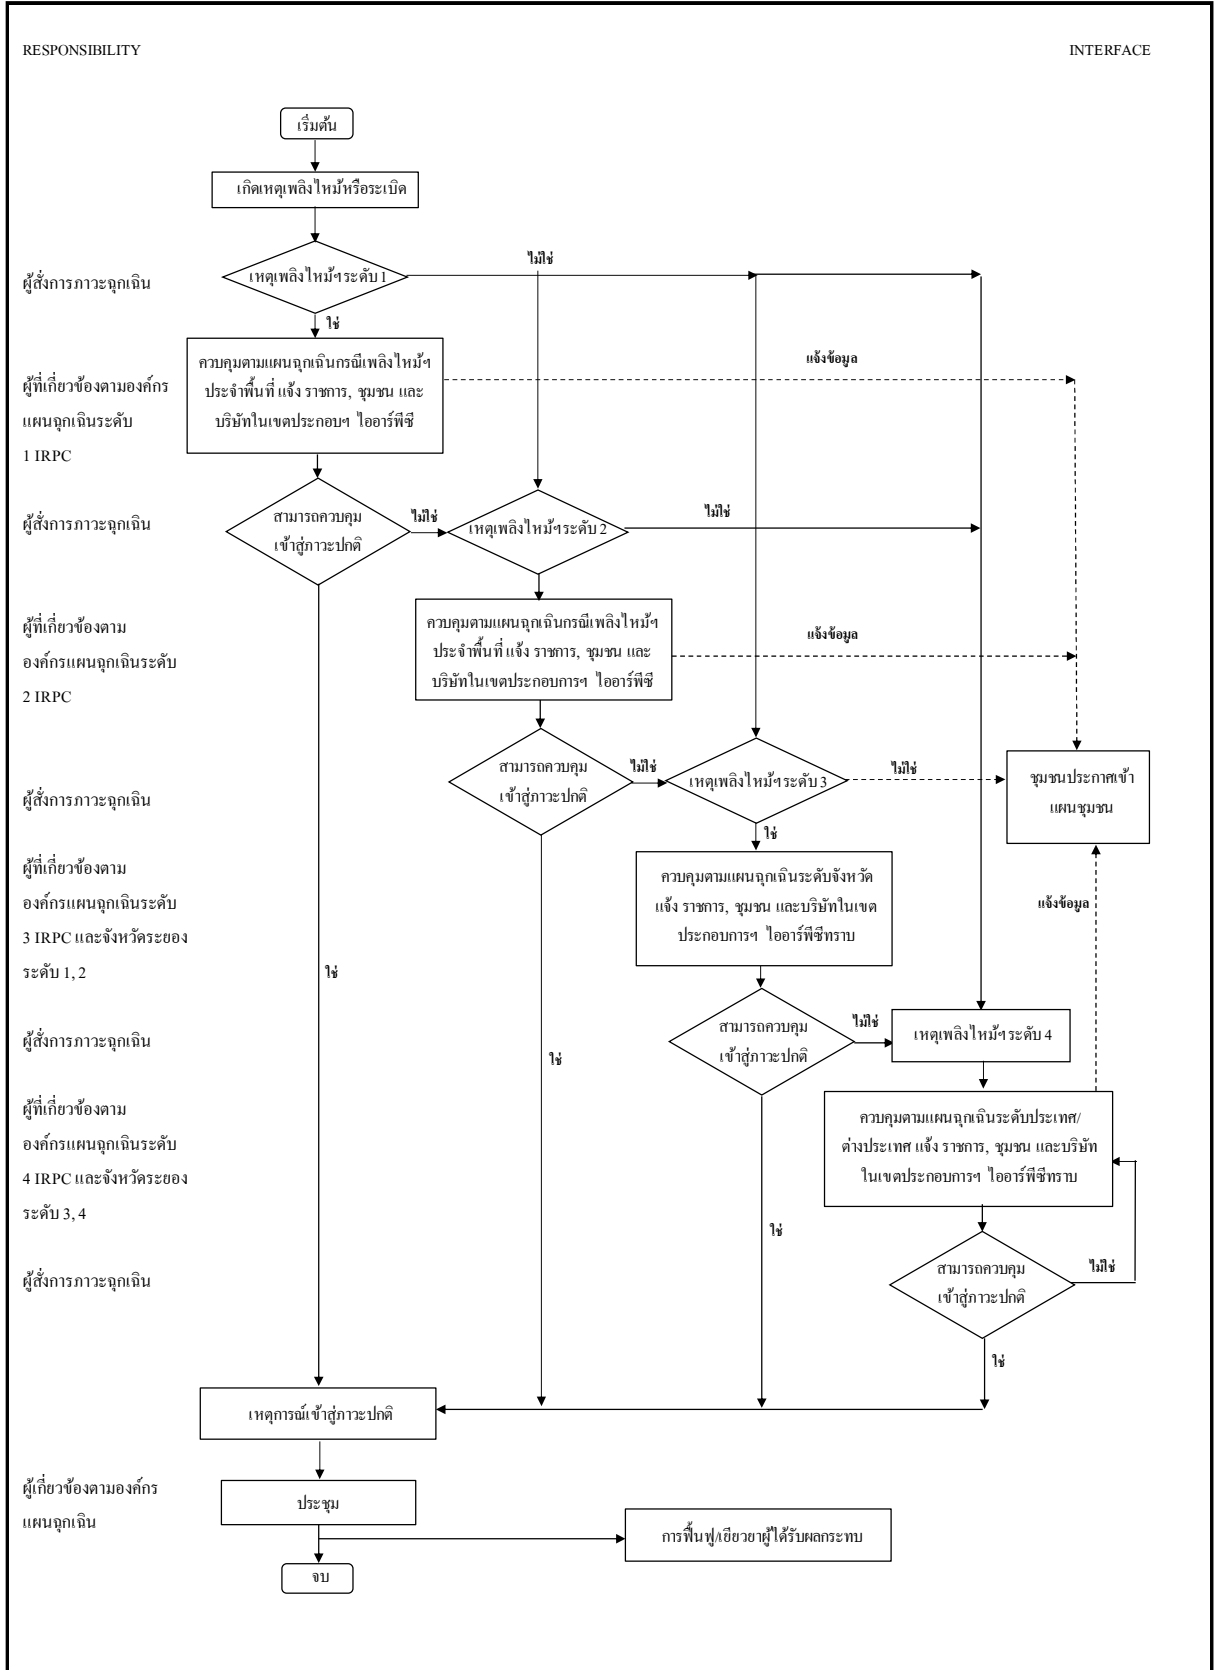 RESPONSIBILITY
INTERFACE
เริ่มต้น
เกิดเหตุเพลิงไหม้หรือระเบิด
ไม่ใช่
ผู้สั่งการภาวะฉุกเฉิน
เหตุเพลิงไหม้ฯระดับ 1
ใช่
ผู้ที่เกี่ยวข้องตามองค์กร
แผนฉุกเฉินระดับ
1 IRPC
ควบคุมตามแผนฉุกเฉินกรณีเพลิงไหม้ฯ
ประจำพื้นที่ แจ้ง ราชการ, ชุมชน และ
บริษัทในเขตประกอบฯ ไออาร์พีซี
แจ้งข้อมูล
ผู้สั่งการภาวะฉุกเฉิน
สามารถควบคุม
เข้าสู่ภาวะปกติ
ไม่ใช่
เหตุเพลิงไหม้ฯระดับ 2
ไม่ใช่
ผู้ที่เกี่ยวข้องตาม
องค์กรแผนฉุกเฉินระดับ
2 IRPC
ควบคุมตามแผนฉุกเฉินกรณีเพลิงไหม้ฯ
ประจำพื้นที่ แจ้ง ราชการ, ชุมชน และ
บริษัทในเขตประกอบการฯ ไออาร์พีซี
แจ้งข้อมูล
ผู้สั่งการภาวะฉุกเฉิน
สามารถควบคุม
เข้าสู่ภาวะปกติ
ไม่ใช่
เหตุเพลิงไหม้ฯระดับ 3
ไม่ใช่
ชุมชนประกาศเข้า
แผนชุมชน
ใช่
ผู้ที่เกี่ยวข้องตาม
องค์กรแผนฉุกเฉินระดับ
3 IRPC และจังหวัดระยอง
ระดับ 1, 2
ควบคุมตามแผนฉุกเฉินระดับจังหวัด
แจ้ง ราชการ, ชุมชน และบริษัทในเขต
ประกอบการฯ ไออาร์พีซีทราบ
แจ้งข้อมูล
ใช่
ผู้สั่งการภาวะฉุกเฉิน
สามารถควบคุม
เข้าสู่ภาวะปกติ
ไม่ใช่
เหตุเพลิงไหม้ฯระดับ 4
ใช่
ผู้ที่เกี่ยวข้องตาม
องค์กรแผนฉุกเฉินระดับ
4 IRPC และจังหวัดระยอง
ระดับ 3, 4
ควบคุมตามแผนฉุกเฉินระดับประเทศ/
ต่างประเทศ แจ้ง ราชการ, ชุมชน และบริษัท
ในเขตประกอบการฯ ไออาร์พีซีทราบ
ใช่
ผู้สั่งการภาวะฉุกเฉิน
สามารถควบคุม
เข้าสู่ภาวะปกติ
ไม่ใช่
ใช่
เหตุการณ์เข้าสู่ภาวะปกติ
ผู้เกี่ยวข้องตามองค์กร
แผนฉุกเฉิน
ประชุม
การฟื้นฟู/เยียวยาผู้ได้รับผลกระทบ
จบ